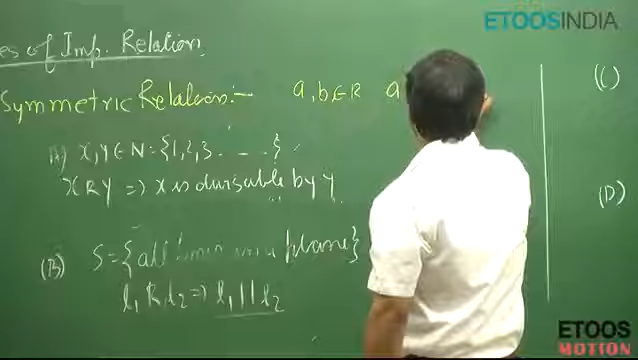 ETOOSINDIA
es of Imp. Relation
Symmetric Relation:- a, b ∈ R a
(A) x, y ∈ N = {1, 2, 3 . . . . .}
x R y => x is divisible by y
(B) S = {all lines in a plane}
l₁ R l₂ => l₁ || l₂
(C)
(D)
ETOOS
MOTION